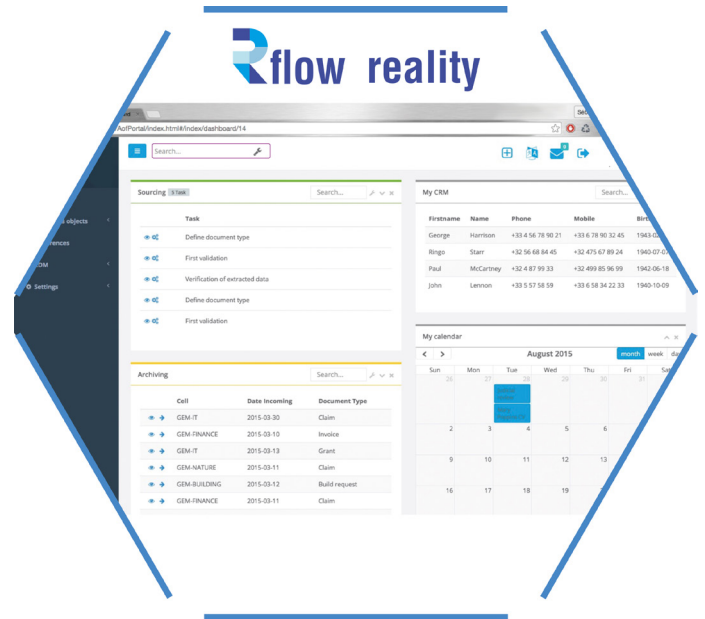 Rflow reality
AofPortal/index.html#/index/dashboard/14
Search...
objects
Settings
Sourcing 5 Task Search...
Task
Define document type
First validation
Verification of extracted data
Define document type
First validation
My CRM Search...
Firstname Name Phone Mobile
George Harrison +33 4 56 78 90 21 +33 6 78 90 32 45 1943-02
Ringo Starr +32 56 68 84 45 +32 475 67 89 24 1940-07-07
Paul McCartney +32 4 87 99 33 +32 499 85 96 99 1942-06-18
John Lennon +33 5 57 58 59 +33 6 58 34 22 33 1940-10-09
Archiving Search...
Cell Date Incoming Document Type
GEM-IT 2015-03-30 Claim
GEM-FINANCE 2015-03-10 Invoice
GEM-IT 2015-03-13 Grant
GEM-NATURE 2015-03-11 Claim
GEM-BUILDING 2015-03-12 Build request
GEM-FINANCE 2015-03-11 Claim
My calendar
August 2015 month week
Sun Mon Tue Wed Thu Fri Sat
26 27 28 29 30 31
2 3 4 5 6
9 10 11 12 13
16 17 18 19